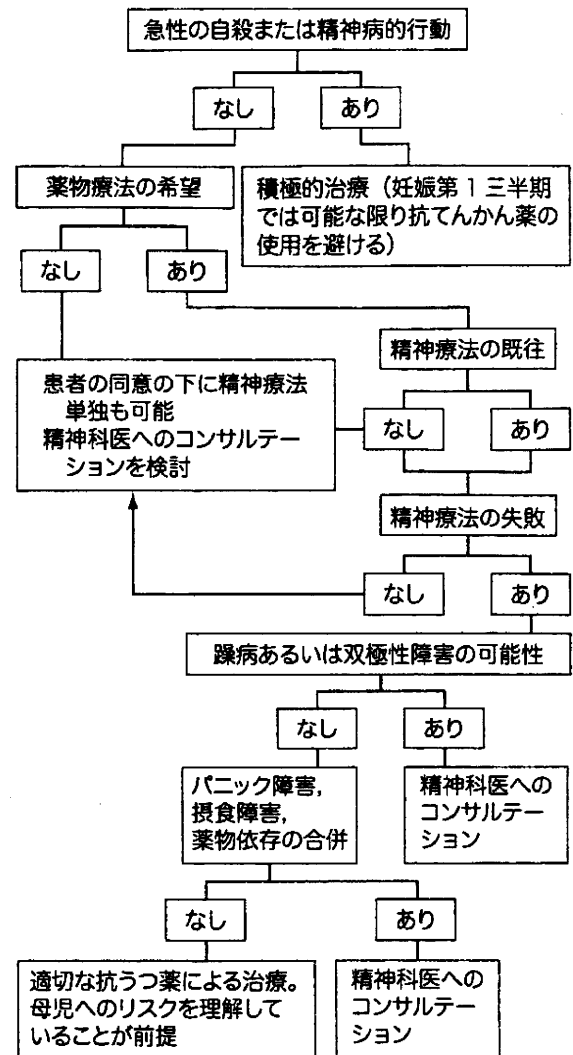 急性の自殺または精神病的行動
なし
あり
薬物療法の希望
積極的治療（妊娠第 1 三半期
では可能な限り抗てんかん薬の
使用を避ける）
なし
あり
精神療法の既往
患者の同意の下に精神療法
単独も可能
精神科医へのコンサルテー
ションを検討
なし
あり
精神療法の失敗
なし
あり
躁病あるいは双極性障害の可能性
なし
あり
パニック障害，
摂食障害，
薬物依存の合併
精神科医への
コンサルテー
ション
なし
あり
適切な抗うつ薬による治療。
母児へのリスクを理解して
いることが前提
精神科医への
コンサルテー
ション